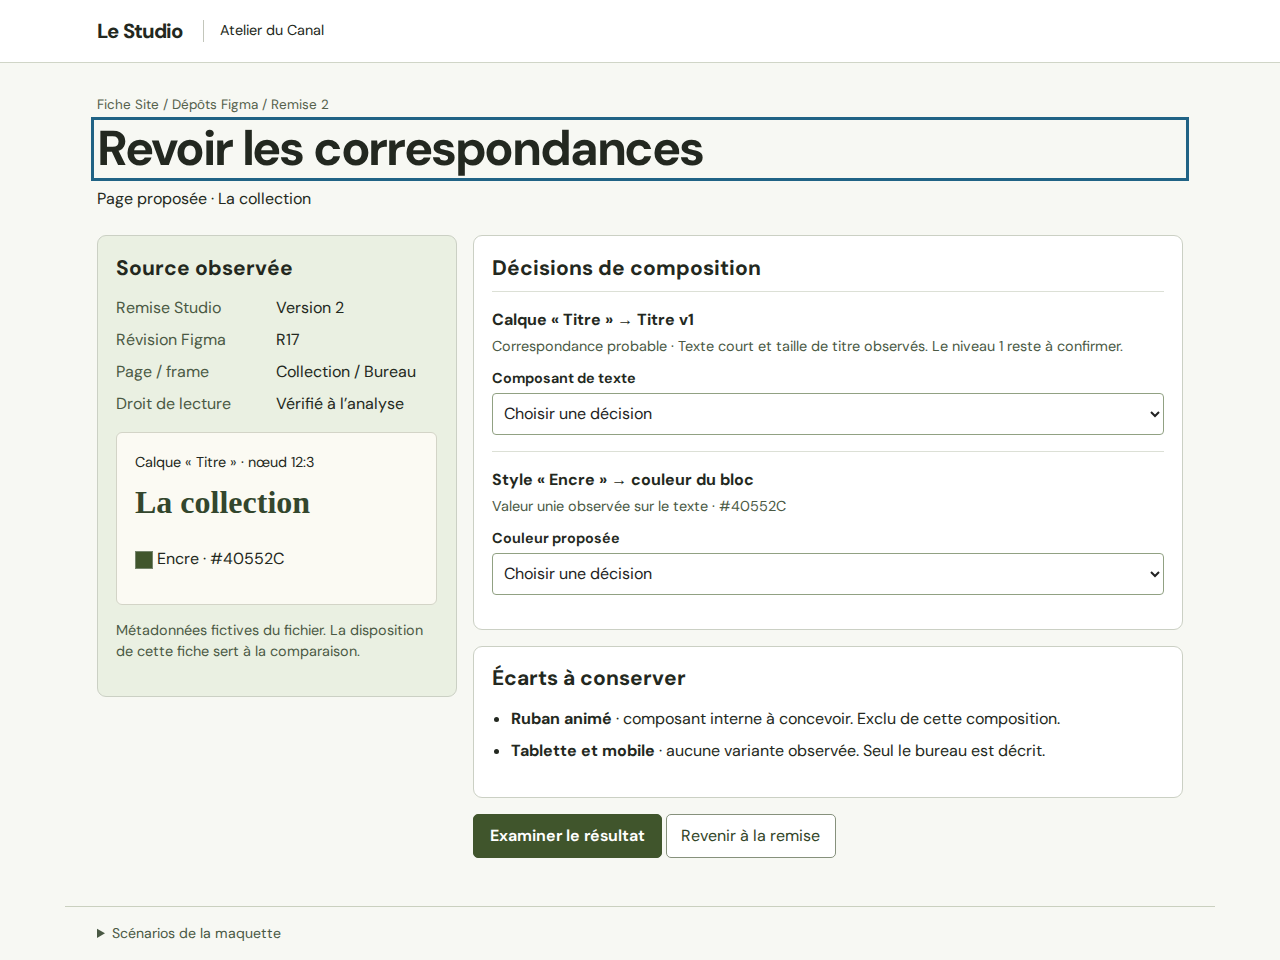 Le Studio
Atelier du Canal
Fiche Site / Dépôts Figma / Remise 2
Revoir les correspondances
Page proposée · La collection
Source observée
Remise Studio Version 2
Révision Figma R17
Page / frame Collection / Bureau
Droit de lecture Vérifié à l’analyse
Calque « Titre » · nœud 12:3
La collection
Encre · #40552C
Métadonnées fictives du fichier. La disposition
de cette fiche sert à la comparaison.
Décisions de composition
Calque « Titre » → Titre v1
Correspondance probable · Texte court et taille de titre observés. Le niveau 1 reste à confirmer.
Composant de texte
Choisir une décision
Style « Encre » → couleur du bloc
Valeur unie observée sur le texte · #40552C
Couleur proposée
Choisir une décision
Écarts à conserver
• Ruban animé · composant interne à concevoir. Exclu de cette composition.
• Tablette et mobile · aucune variante observée. Seul le bureau est décrit.
Examiner le résultat
Revenir à la remise
Scénarios de la maquette